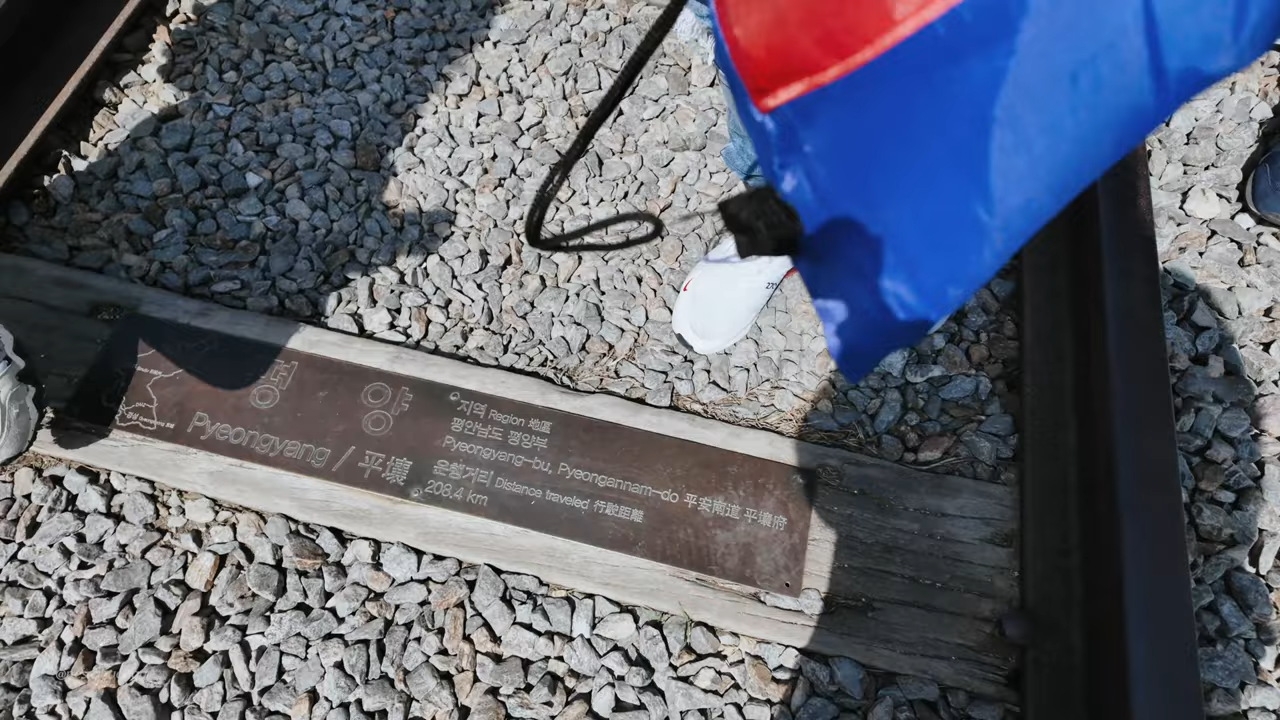 평양
Pyeongyang / 平壤
지역 Region 地區
평안남도 평양부
Pyeongyang-bu, Pyeongannam-do 平安南道 平壤府
운행거리 Distance traveled 行駛距離
208.4 km
270